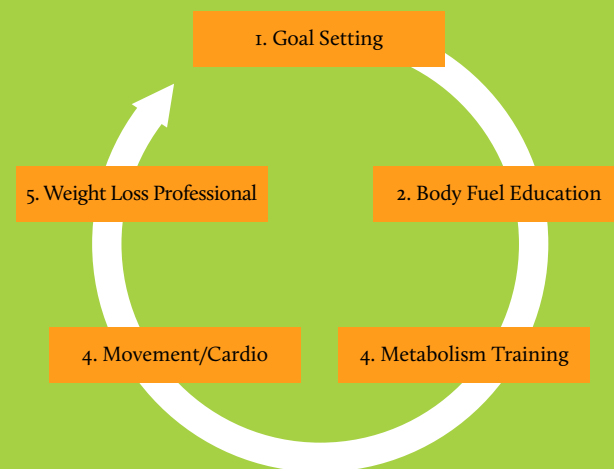 1. Goal Setting
2. Body Fuel Education
4. Metabolism Training
4. Movement/Cardio
5. Weight Loss Professional